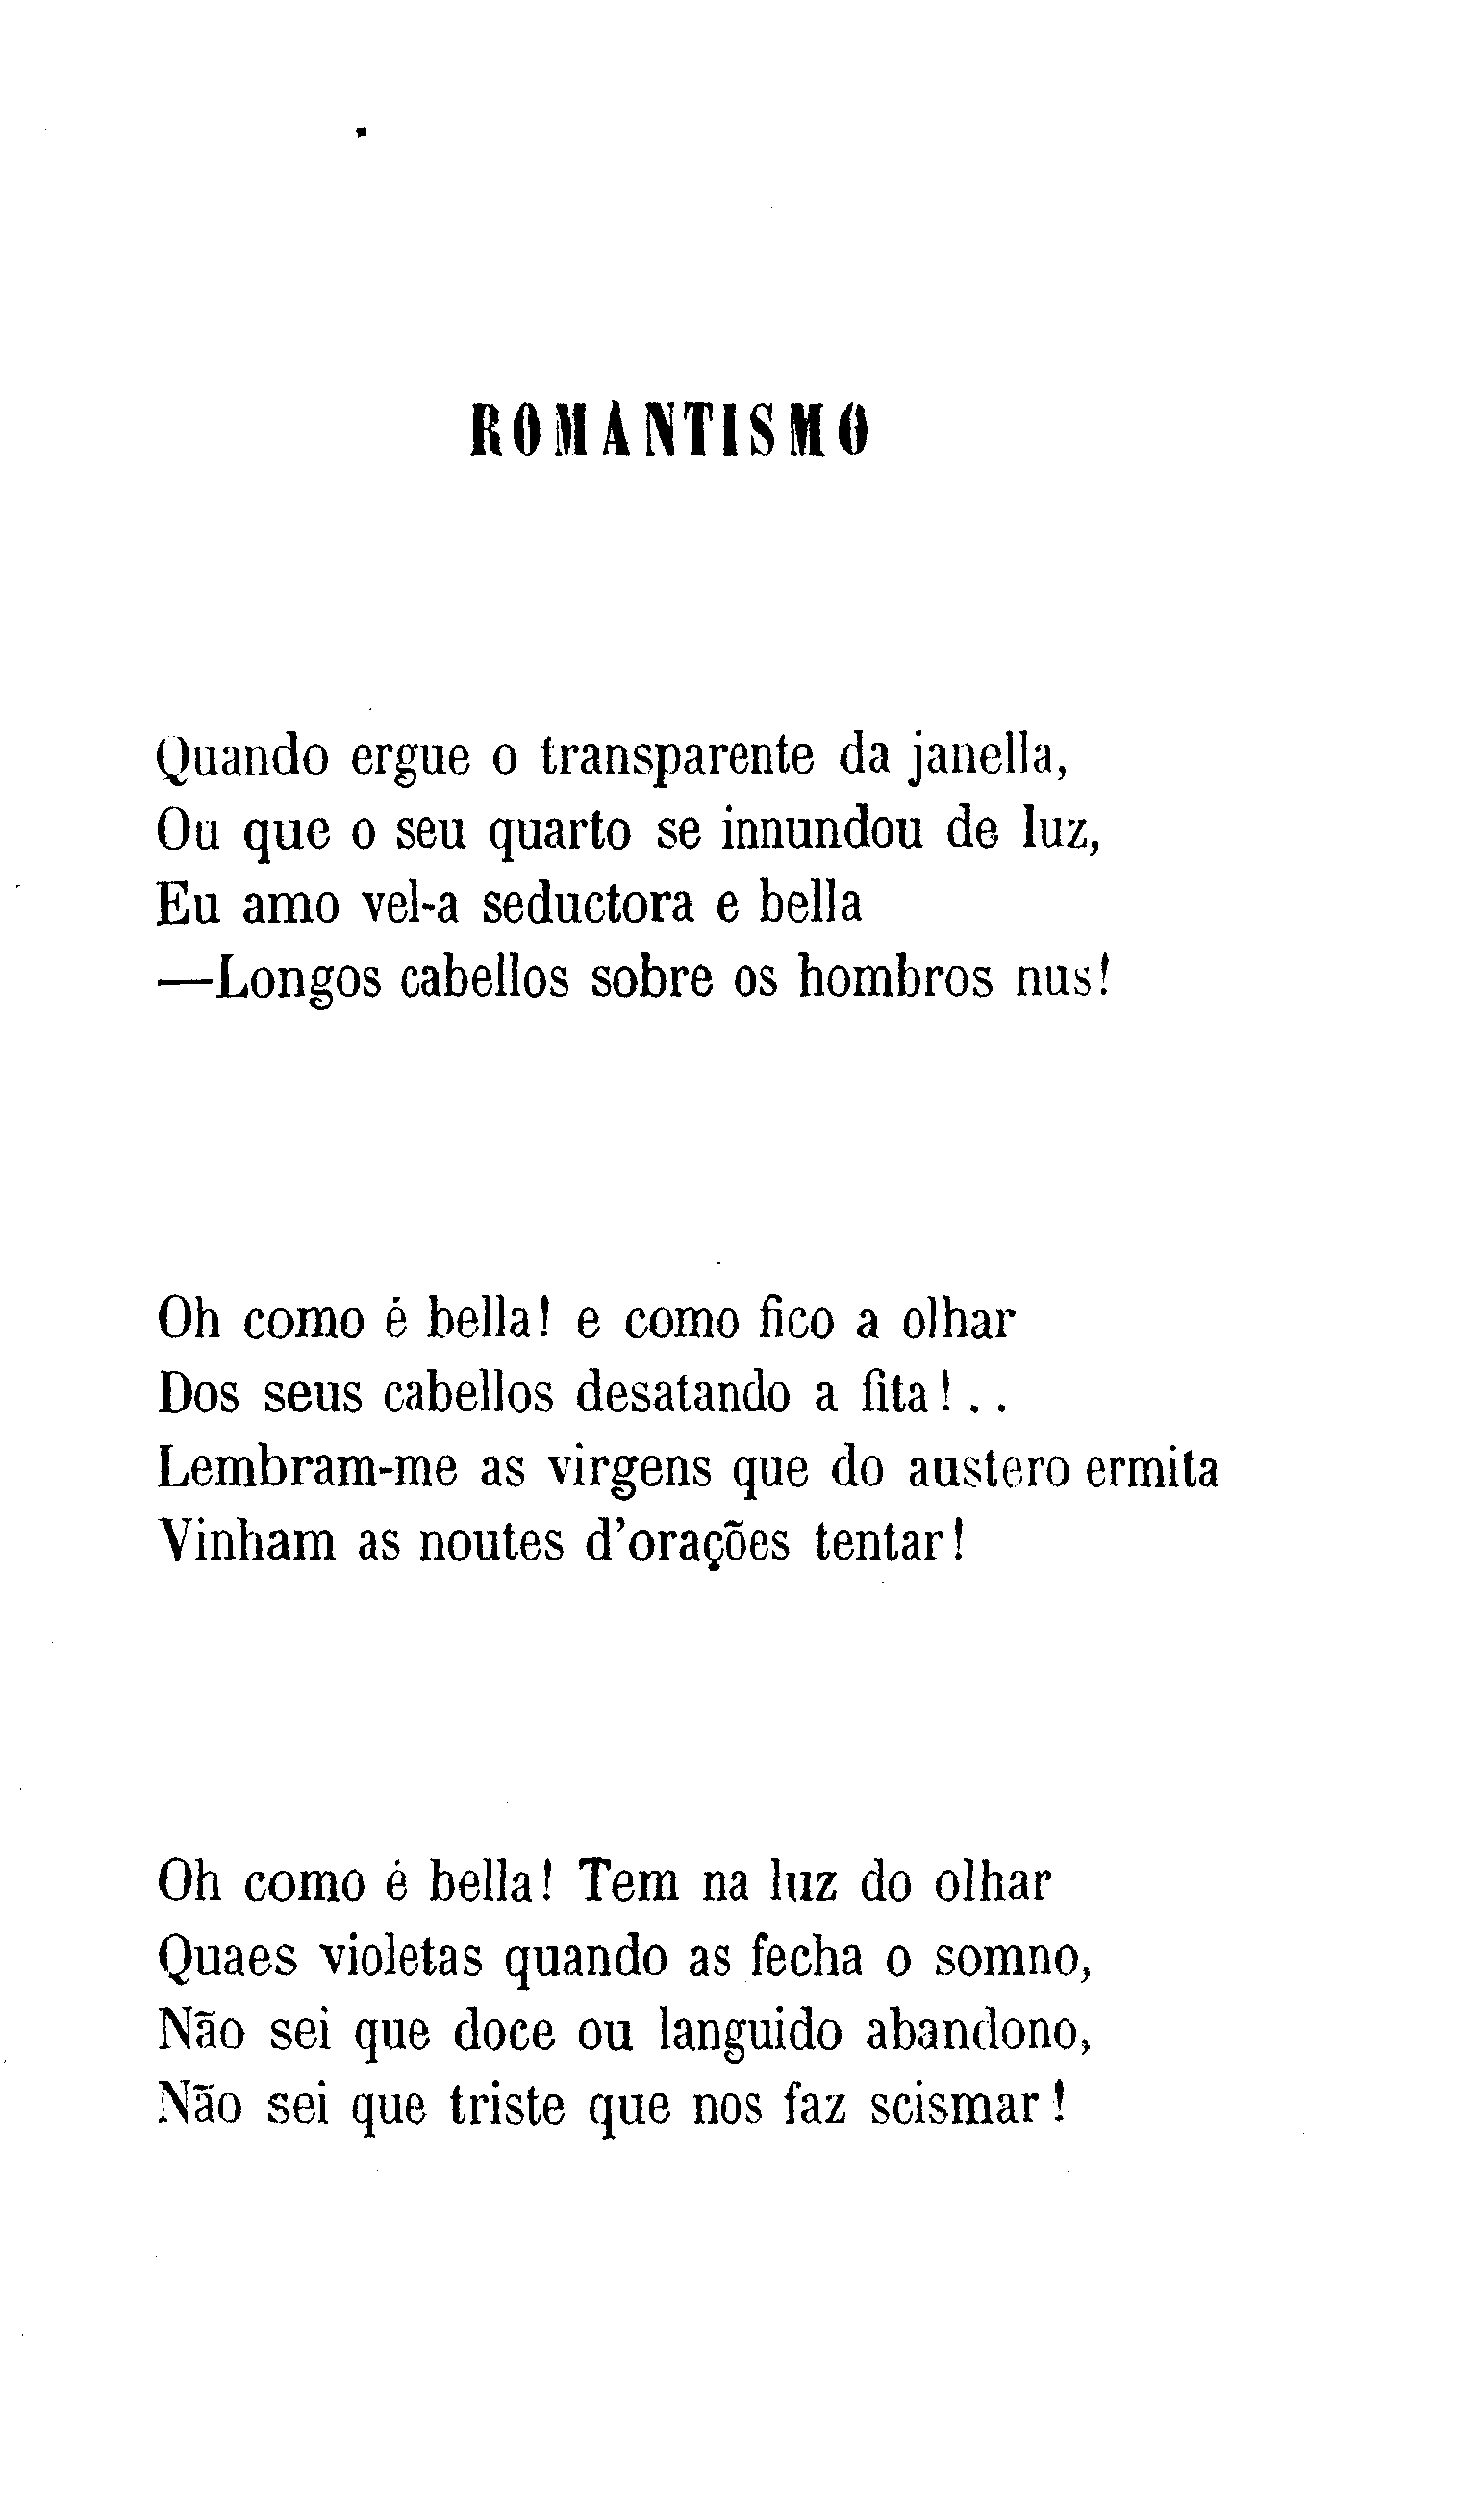 ROMANTISMO
Quando ergue o transparente da janella,
Ou que o seu quarto se innundou de luz,
Eu amo vel-a seductora e bella
—Longos cabellos sobre os hombros nus!
Oh como é bella! e como fico a olhar
Dos seus cabellos desatando a fita!..
Lembram-me as virgens que do austero ermita
Vinham as noutes d'orações tentar!
Oh como é bella! Tem na luz do olhar
Quaes violetas quando as fecha o somno,
Não sei que doce ou languido abandono,
Não sei que triste que nos faz scismar!